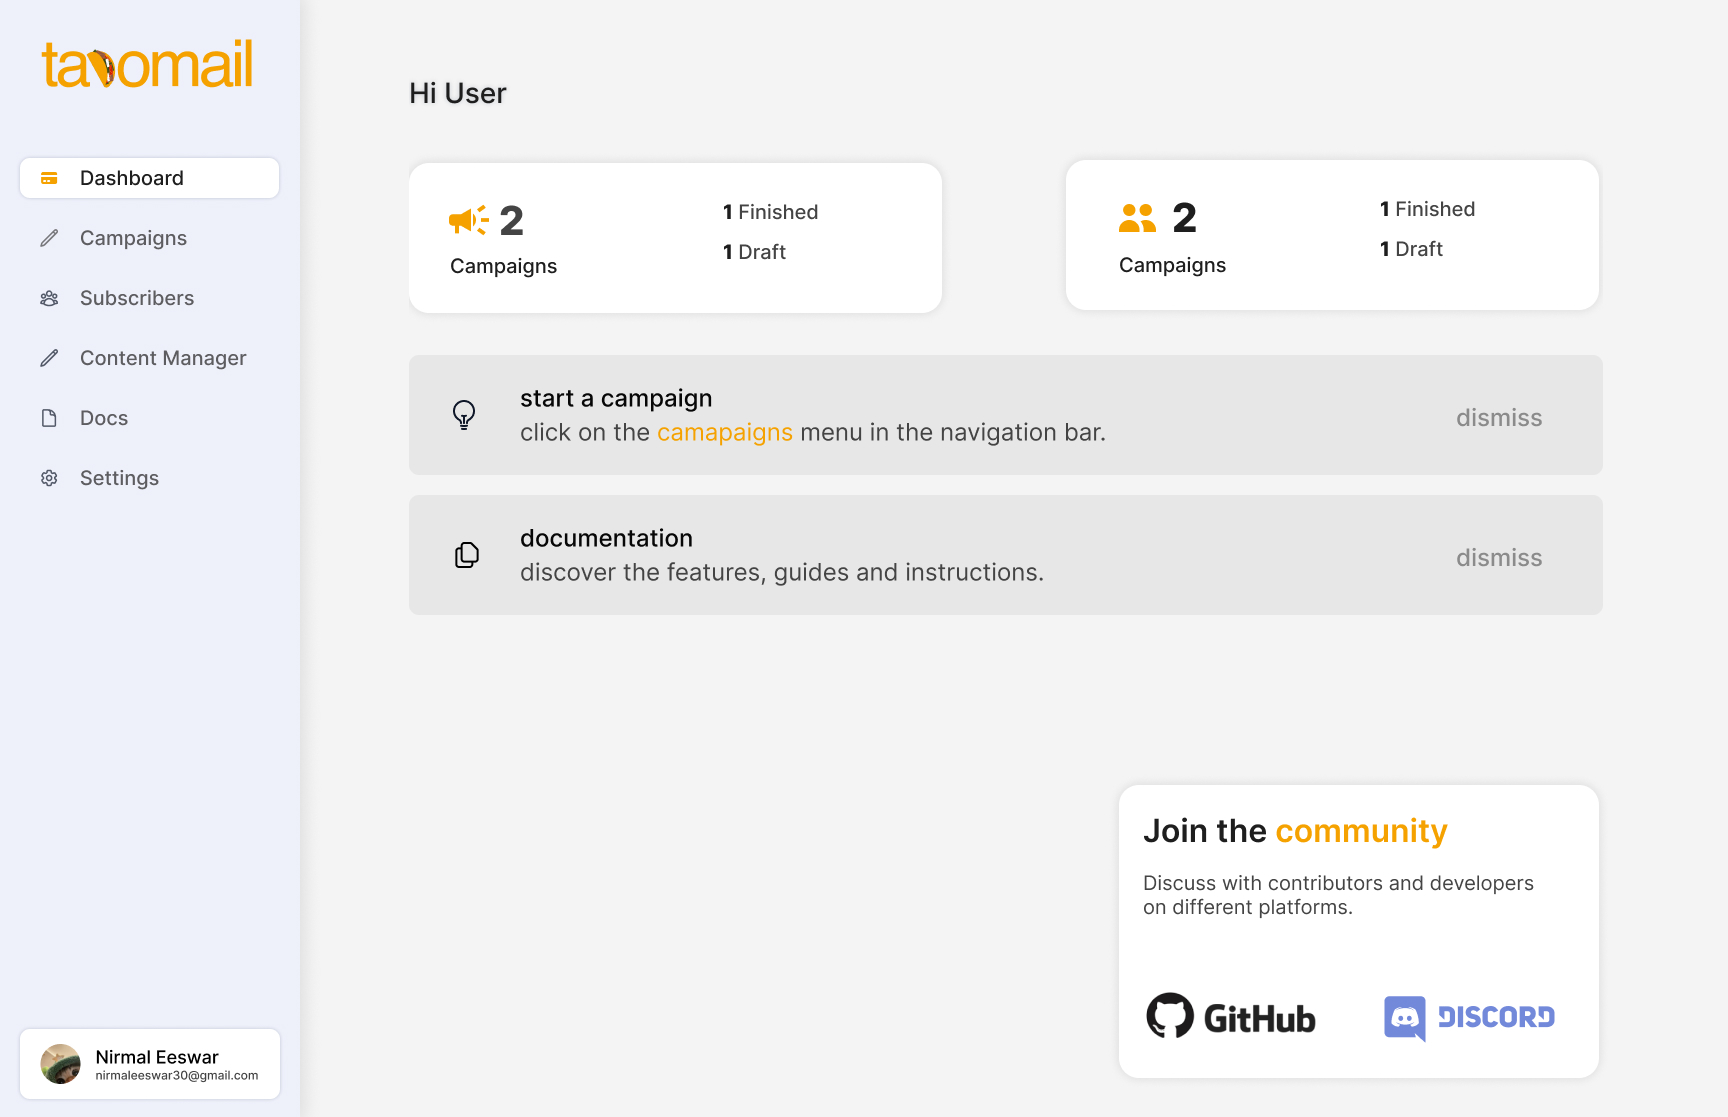 tacomail
Dashboard
Campaigns
Subscribers
Content Manager
Docs
Settings
Nirmal Eeswar
nirmaleeswar30@gmail.com
Hi User
2
Campaigns
1 Finished
1 Draft
2
Campaigns
1 Finished
1 Draft
start a campaign
click on the camapaigns menu in the navigation bar.
dismiss
documentation
discover the features, guides and instructions.
dismiss
Join the community
Discuss with contributors and developers
on different platforms.
GitHub
DISCORD